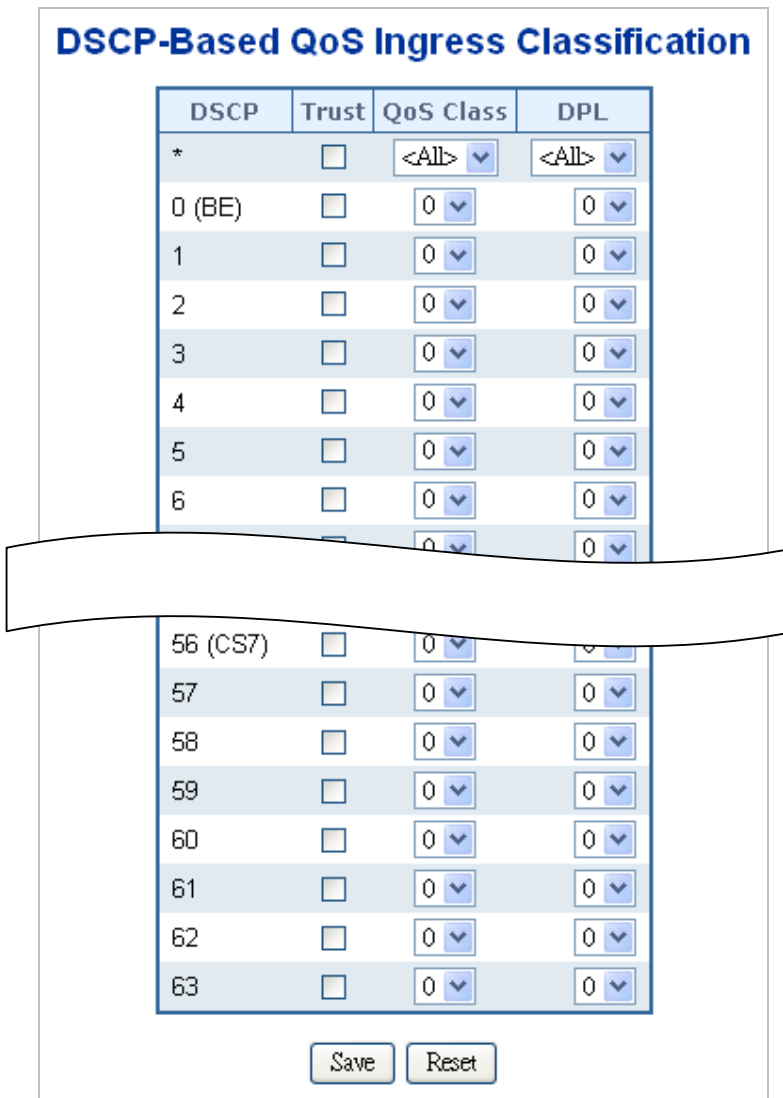 DSCP-Based QoS Ingress Classification
DSCP Trust QoS Class DPL
* <All> <All>
0 (BE) 0 0
1 0 0
2 0 0
3 0 0
4 0 0
5 0 0
6 0 0
0 0
56 (CS7) 0 0
57 0 0
58 0 0
59 0 0
60 0 0
61 0 0
62 0 0
63 0 0
Save Reset